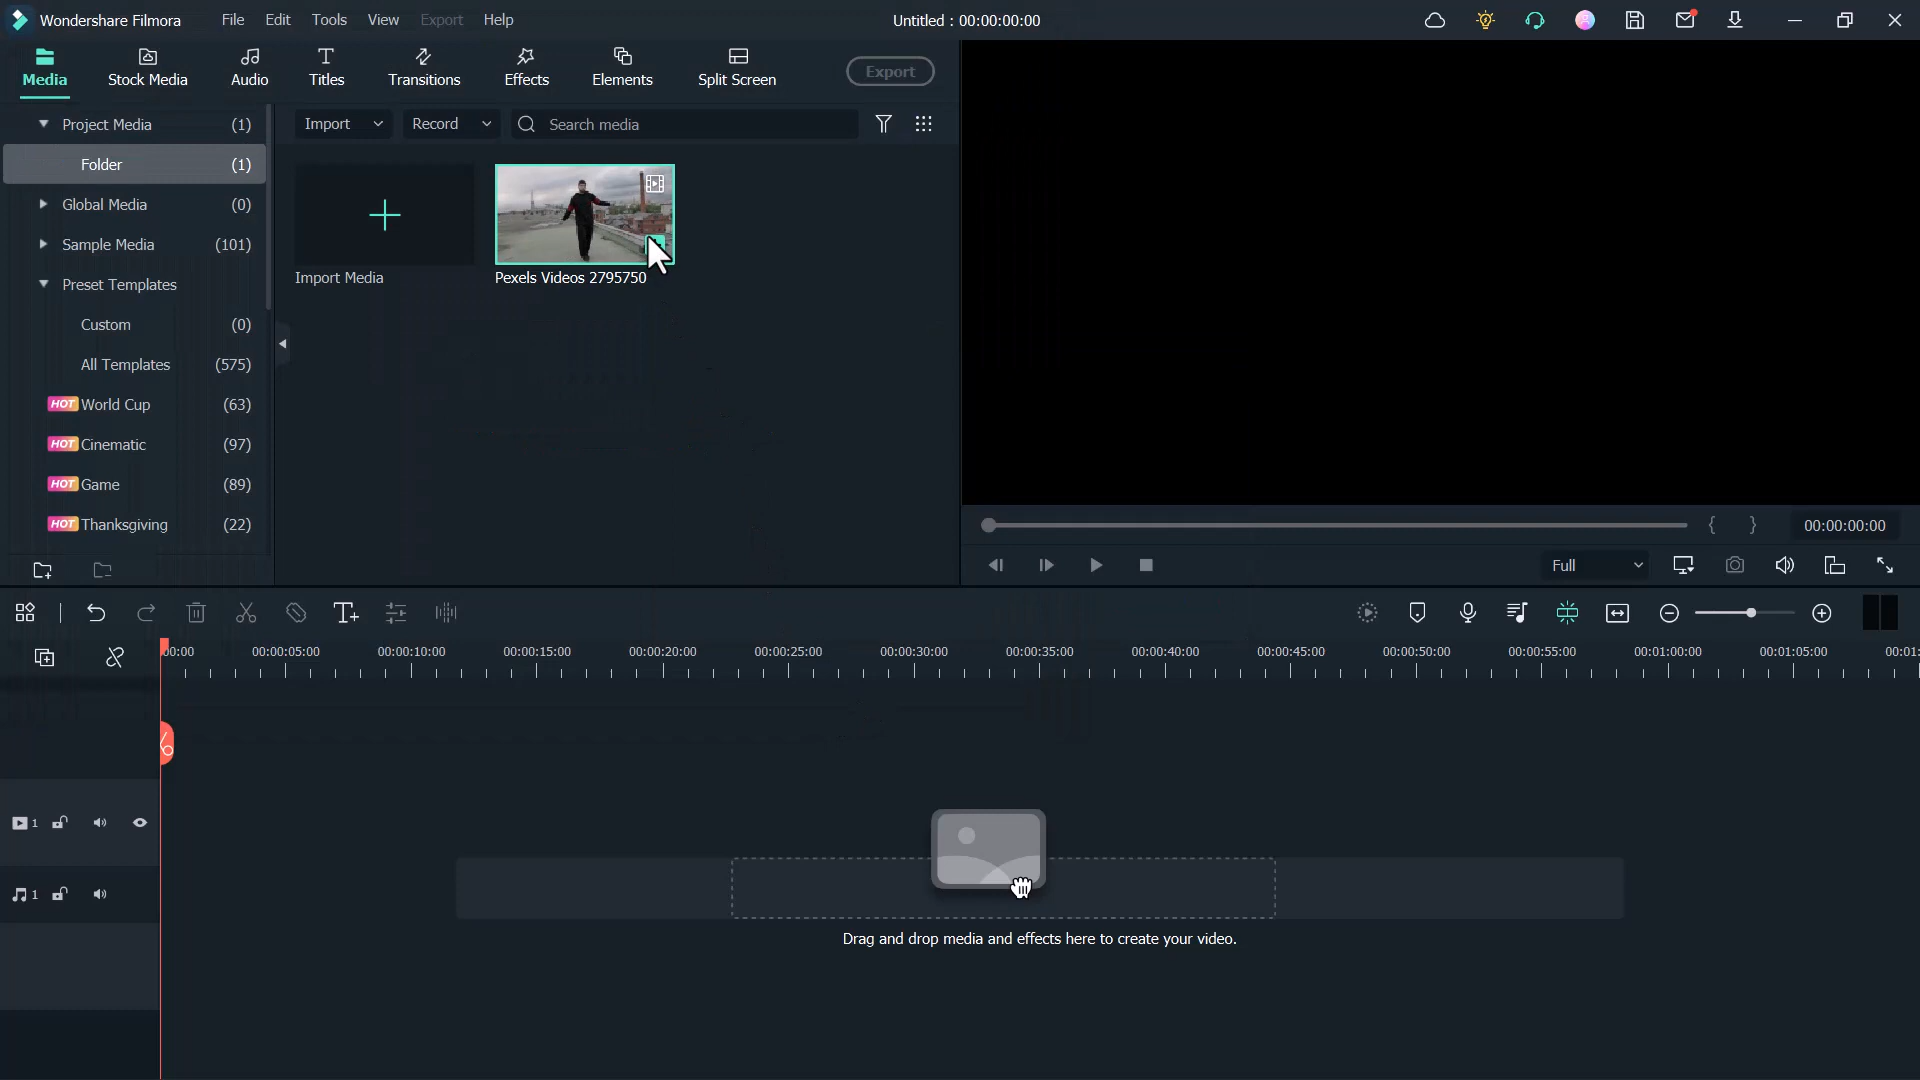 Wondershare Filmora File Edit Tools View Export Help Untitled : 00:00:00:00
Media Stock Media Audio Titles Transitions Effects Elements Split Screen Export
Project Media (1) Import Record Search media
Folder (1)
Global Media (0)
Sample Media (101)
Import Media Pexels Videos 2795750
Preset Templates
Custom (0)
All Templates (575)
HOT World Cup (63)
HOT Cinematic (97)
HOT Game (89)
HOT Thanksgiving (22)
{ } 00:00:00:00
Full
00:00 00:00:05:00 00:00:10:00 00:00:15:00 00:00:20:00 00:00:25:00 00:00:30:00 00:00:35:00 00:00:40:00 00:00:45:00 00:00:50:00 00:00:55:00 00:01:00:00 00:01:05:00 00:01:
1
1
Drag and drop media and effects here to create your video.